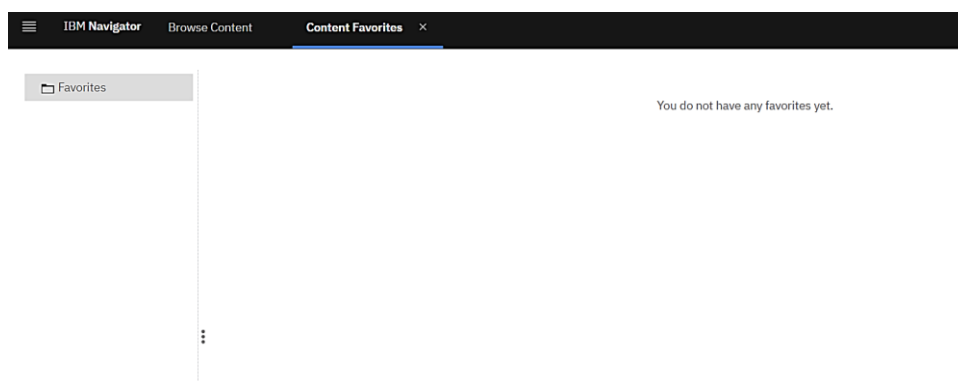 IBM Navigator Browse Content Content Favorites ×
Favorites
You do not have any favorites yet.